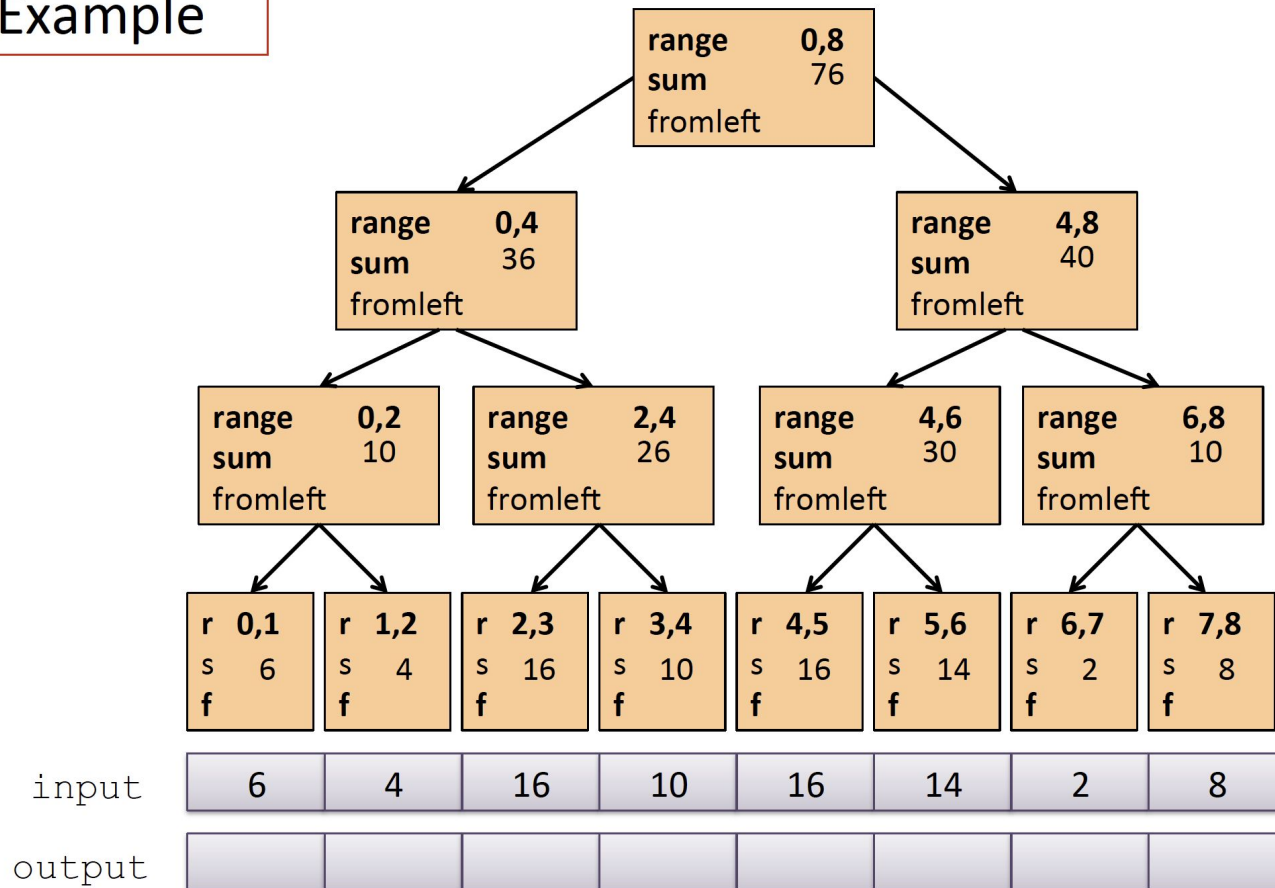 Example
range 0,8
sum 76
fromleft
range 0,4
sum 36
fromleft
range 4,8
sum 40
fromleft
range 0,2
sum 10
fromleft
range 2,4
sum 26
fromleft
range 4,6
sum 30
fromleft
range 6,8
sum 10
fromleft
r 0,1
s 6
f
r 1,2
s 4
f
r 2,3
s 16
f
r 3,4
s 10
f
r 4,5
s 16
f
r 5,6
s 14
f
r 6,7
s 2
f
r 7,8
s 8
f
input 6 4 16 10 16 14 2 8
output